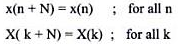 x(n + N) = x(n) ; for all n
X( k + N) = X(k) ; for all k